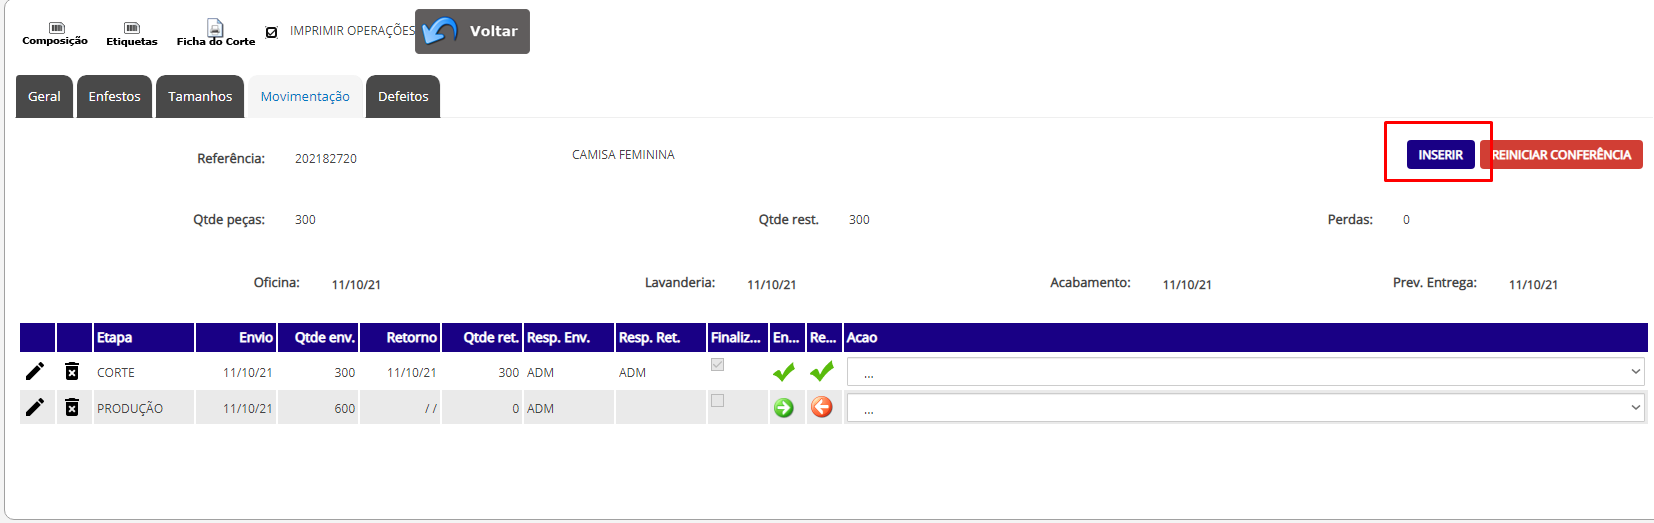 Composição Etiquetas Ficha do Corte IMPRIMIR OPERAÇÕES Voltar
Geral Enfestos Tamanhos Movimentação Defeitos
Referência: 202182720 CAMISA FEMININA INSERIR REINICIAR CONFERÊNCIA
Qtde peças: 300 Qtde rest. 300 Perdas: 0
Oficina: 11/10/21 Lavanderia: 11/10/21 Acabamento: 11/10/21 Prev. Entrega: 11/10/21
Etapa Envio Qtde env. Retorno Qtde ret. Resp. Env. Resp. Ret. Finaliz... En... Re... Acao
CORTE 11/10/21 300 11/10/21 300 ADM ADM ...
PRODUÇÃO 11/10/21 600 / / 0 ADM ...